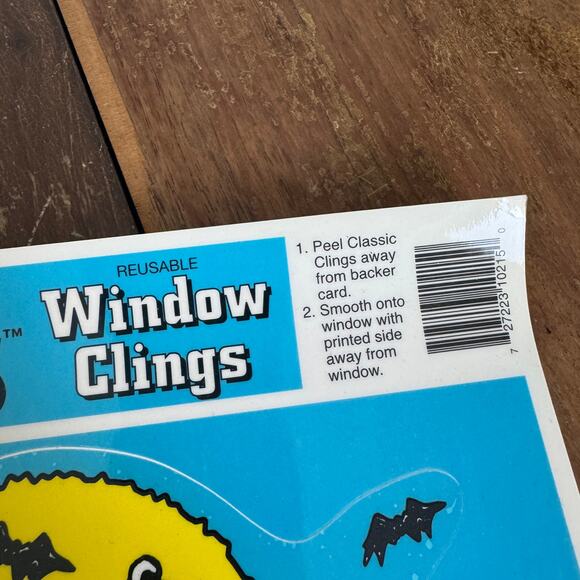 REUSABLE
™
Window
Clings
1. Peel Classic
Clings away
from backer
card.
2. Smooth onto
window with
printed side
away from
window.
7 27223 10215 0